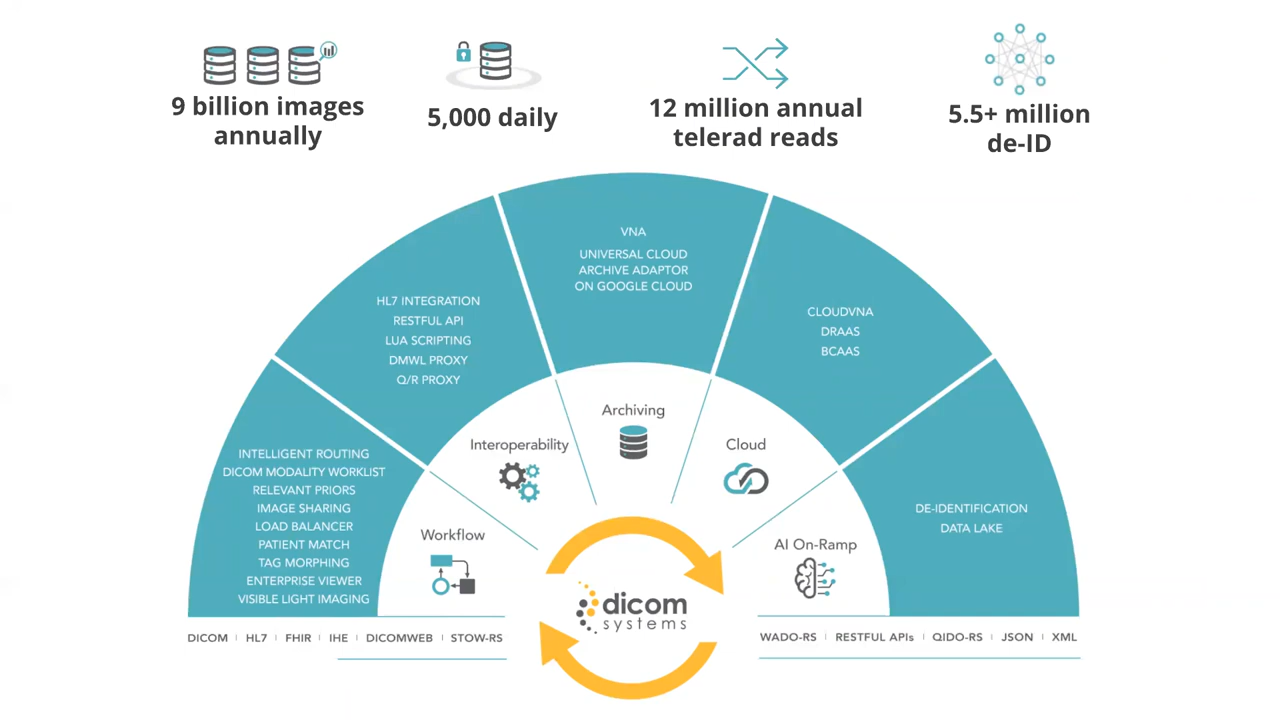 9 billion images
annually
5,000 daily
12 million annual
telerad reads
5.5+ million
de-ID
VNA
UNIVERSAL CLOUD
ARCHIVE ADAPTOR
ON GOOGLE CLOUD
HL7 INTEGRATION
RESTFUL API
LUA SCRIPTING
DMWL PROXY
Q/R PROXY
CLOUDVNA
DRAAS
BCAAS
Archiving
Interoperability
Cloud
INTELLIGENT ROUTING
DICOM MODALITY WORKLIST
RELEVANT PRIORS
IMAGE SHARING
LOAD BALANCER
PATIENT MATCH
TAG MORPHING
ENTERPRISE VIEWER
VISIBLE LIGHT IMAGING
Workflow
AI On-Ramp
DE-IDENTIFICATION
DATA LAKE
dicom
systems
DICOM | HL7 | FHIR | IHE | DICOMWEB | STOW-RS
WADO-RS | RESTFUL APIs | QIDO-RS | JSON | XML